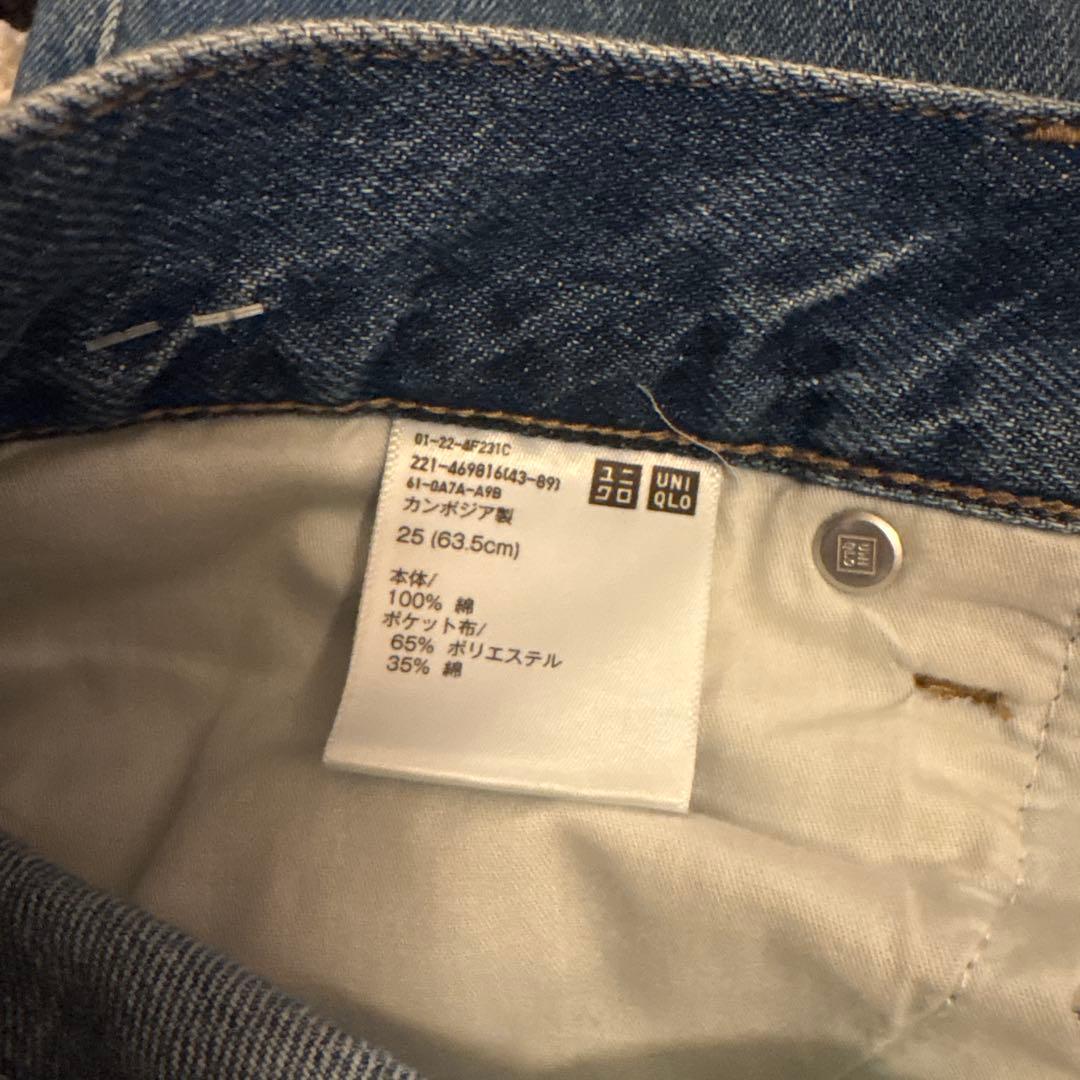 01-22-4F231C
221-469816(43-89)
61-0A7A-A9B
カンボジア製
25 (63.5cm)
本体/
100% 綿
ポケット布/
65% ポリエステル
35% 綿
ユニ
クロ
UNI
QLO